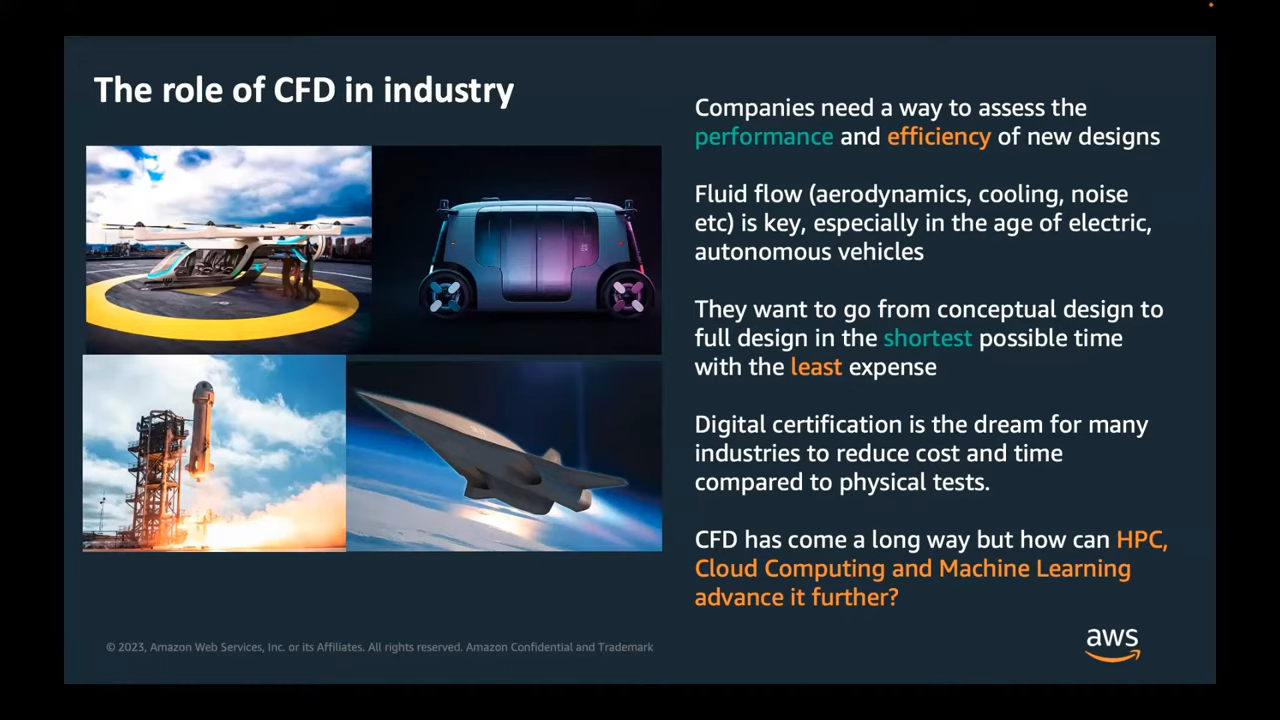 The role of CFD in industry
Companies need a way to assess the
performance and efficiency of new designs
Fluid flow (aerodynamics, cooling, noise
etc) is key, especially in the age of electric,
autonomous vehicles
They want to go from conceptual design to
full design in the shortest possible time
with the least expense
Digital certification is the dream for many
industries to reduce cost and time
compared to physical tests.
CFD has come a long way but how can HPC,
Cloud Computing and Machine Learning
advance it further?
© 2023, Amazon Web Services, Inc. or its Affiliates. All rights reserved. Amazon Confidential and Trademark
aws